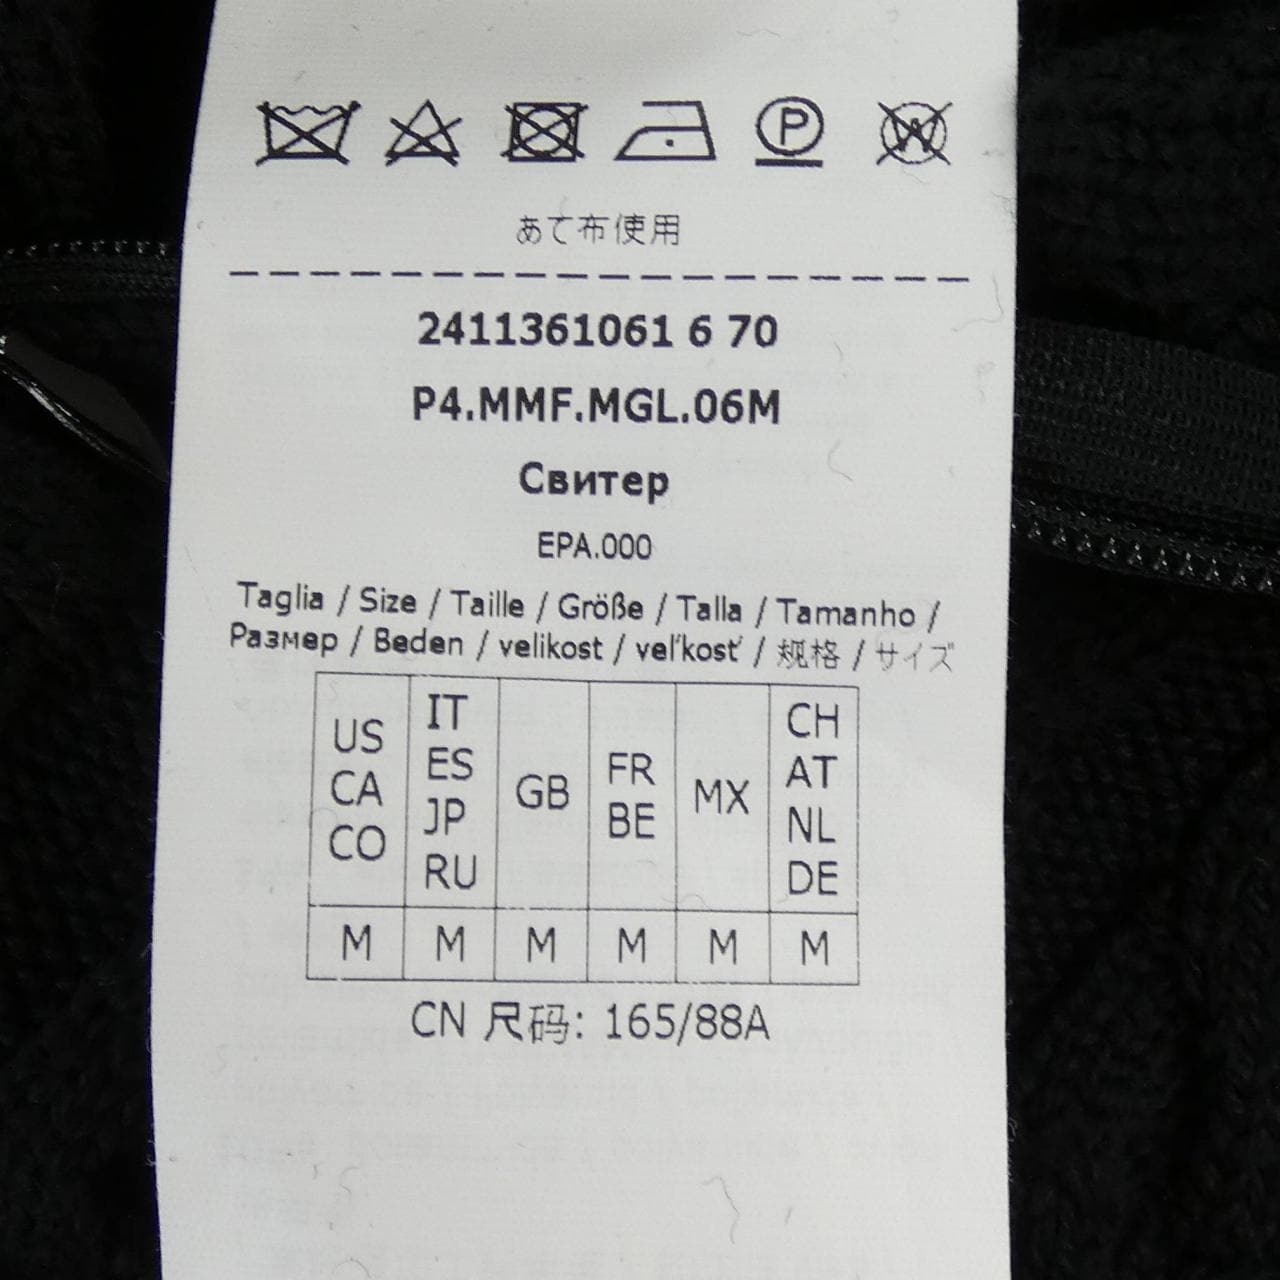 P W
あて布使用
2411361061 6 70
P4.MMF.MGL.06M
Свитер
EPA.000
Taglia / Size / Taille / Größe / Talla / Tamanho /
Размер / Beden / velikost / veľkosť / 规格 / サイズ
US CA CO
IT ES JP RU
GB
FR BE
MX
CH AT NL DE
M M M M M M
CN 尺码: 165/88A